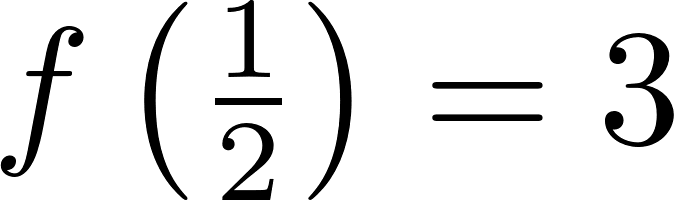 f (1/2) = 3